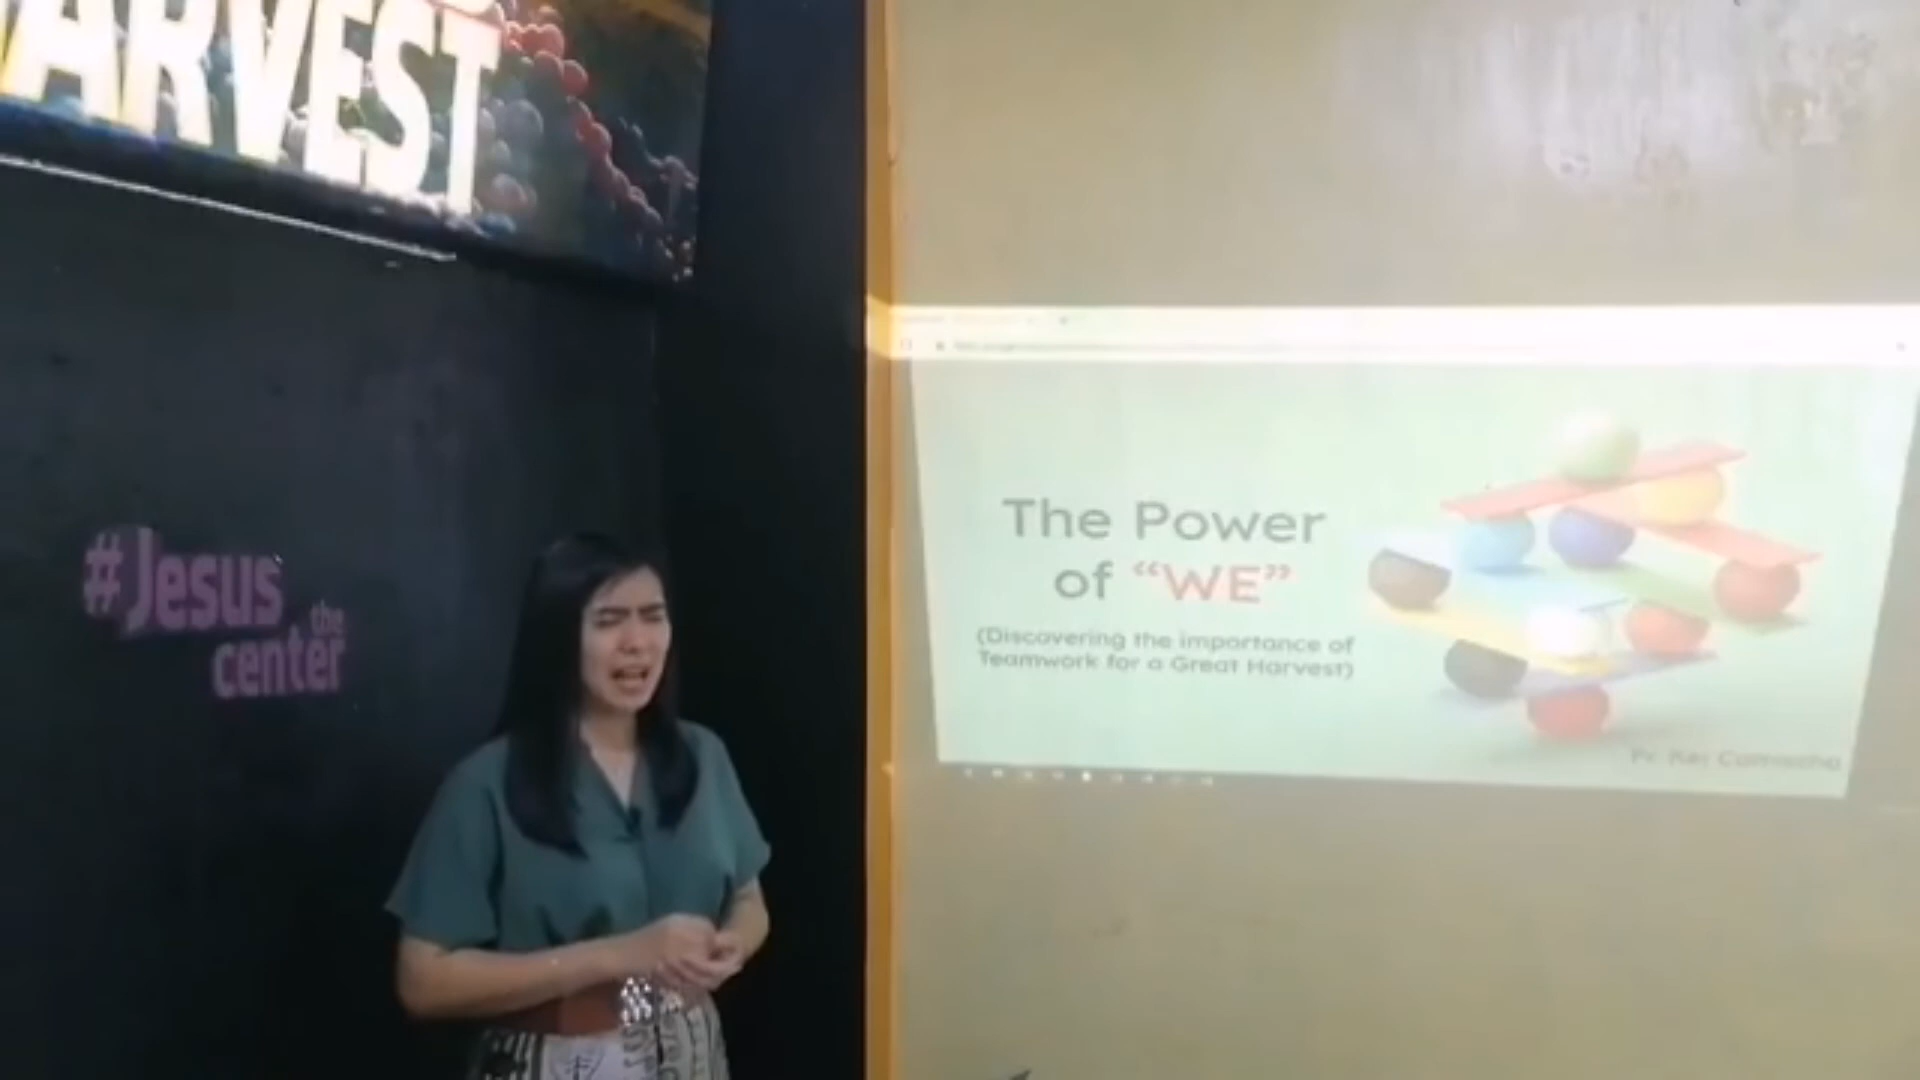 ARVEST
#Jesus
the
center
The Power
of “WE”
(Discovering the importance of
Teamwork for a Great Harvest)